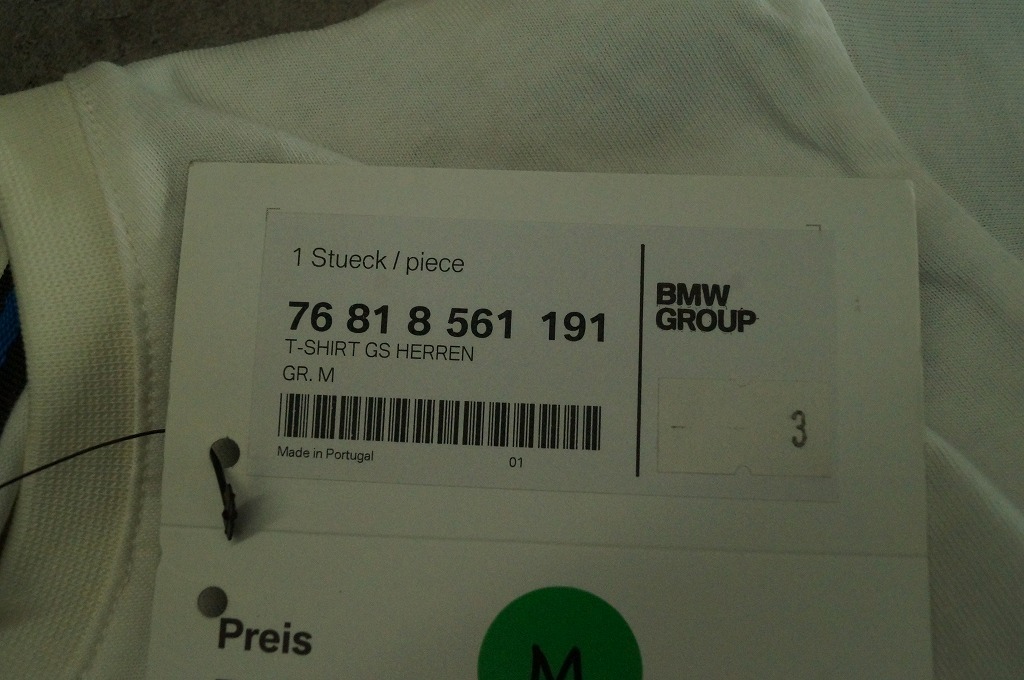 1 Stueck / piece
76 81 8 561 191
T-SHIRT GS HERREN
GR. M
Made in Portugal
01
BMW
GROUP
3
Preis
M